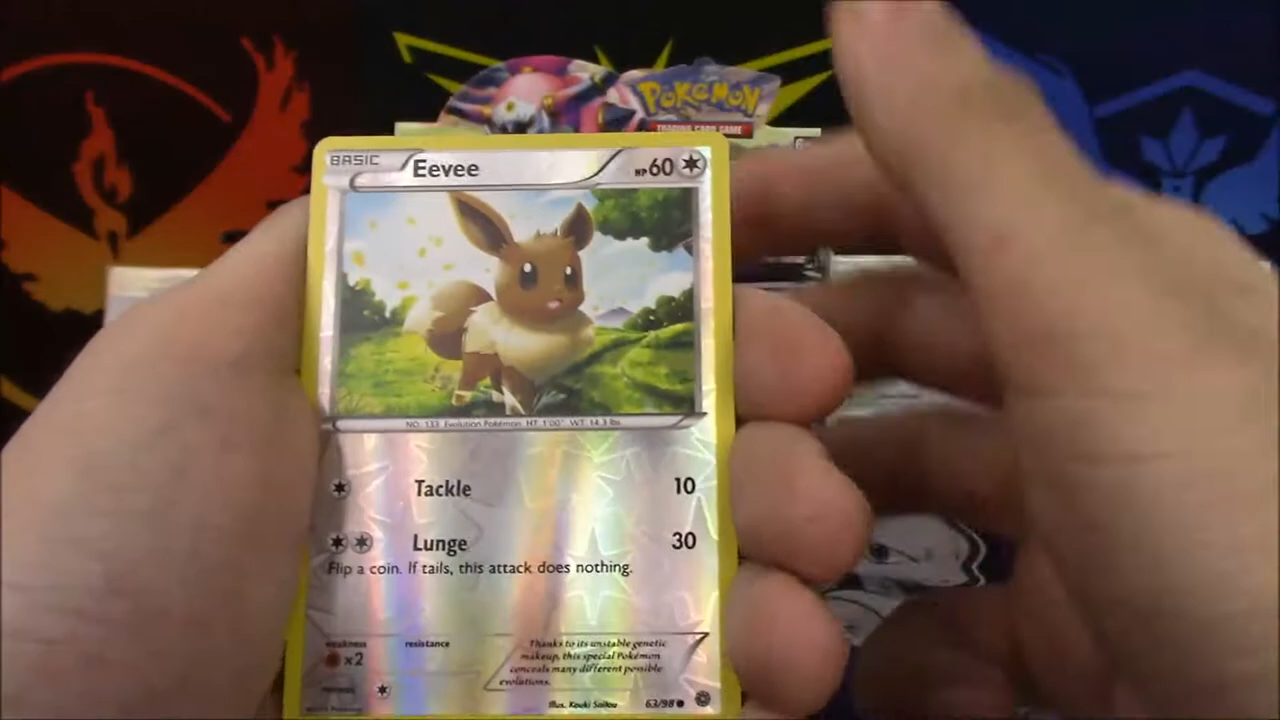 POKéMON
TRADING CARD GAME
BASIC
Eevee
HP60
NO. 133 Evolution Pokémon HT: 1'00" WT: 14.3 lbs.
Tackle 10
Lunge 30
Flip a coin. If tails, this attack does nothing.
weakness resistance
×2
Thanks to its unstable genetic
makeup, this special Pokémon
conceals many different possible
evolutions.
Illus. Kouki Saitou
63/98